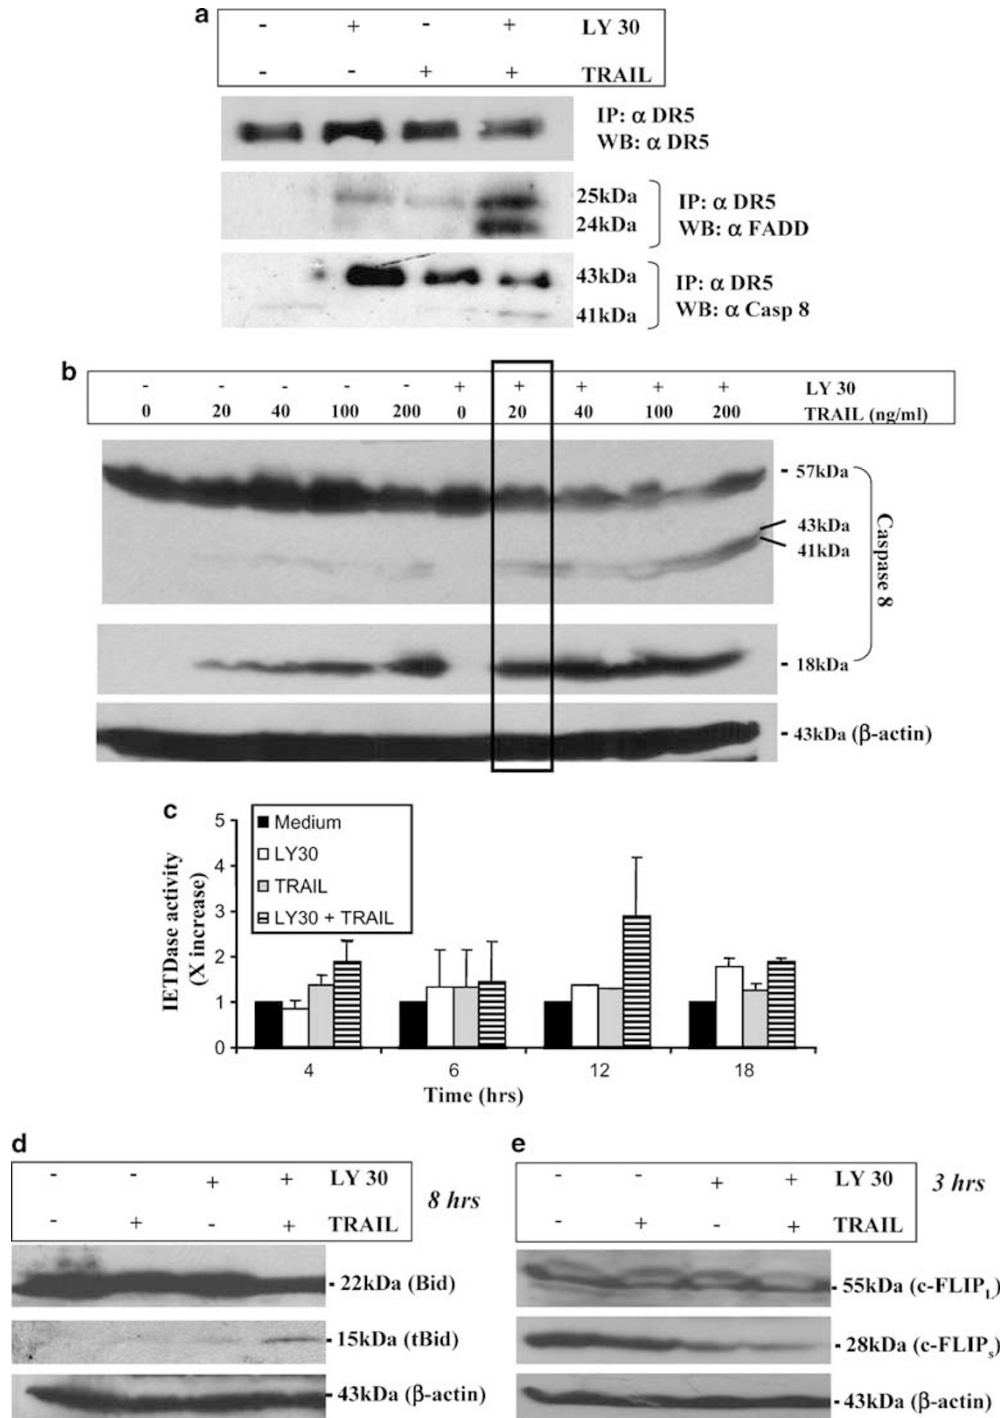 a
- + - + LY 30
- - + + TRAIL
IP: α DR5
WB: α DR5
25kDa
24kDa
IP: α DR5
WB: α FADD
43kDa
41kDa
IP: α DR5
WB: α Casp 8
b
- - - - - + + + + + LY 30
0 20 40 100 200 0 20 40 100 200 TRAIL (ng/ml)
- 57kDa
43kDa
41kDa
Caspase 8
- 18kDa
- 43kDa (β-actin)
c
IETDase activity
(X increase)
5
4
3
2
1
0
Medium
LY30
TRAIL
LY30 + TRAIL
4 6 12 18
Time (hrs)
d
- - + + LY 30
- + - + TRAIL
8 hrs
- 22kDa (Bid)
- 15kDa (tBid)
- 43kDa (β-actin)
e
- - + + LY 30
- + - + TRAIL
3 hrs
- 55kDa (c-FLIPL)
- 28kDa (c-FLIPs)
- 43kDa (β-actin)